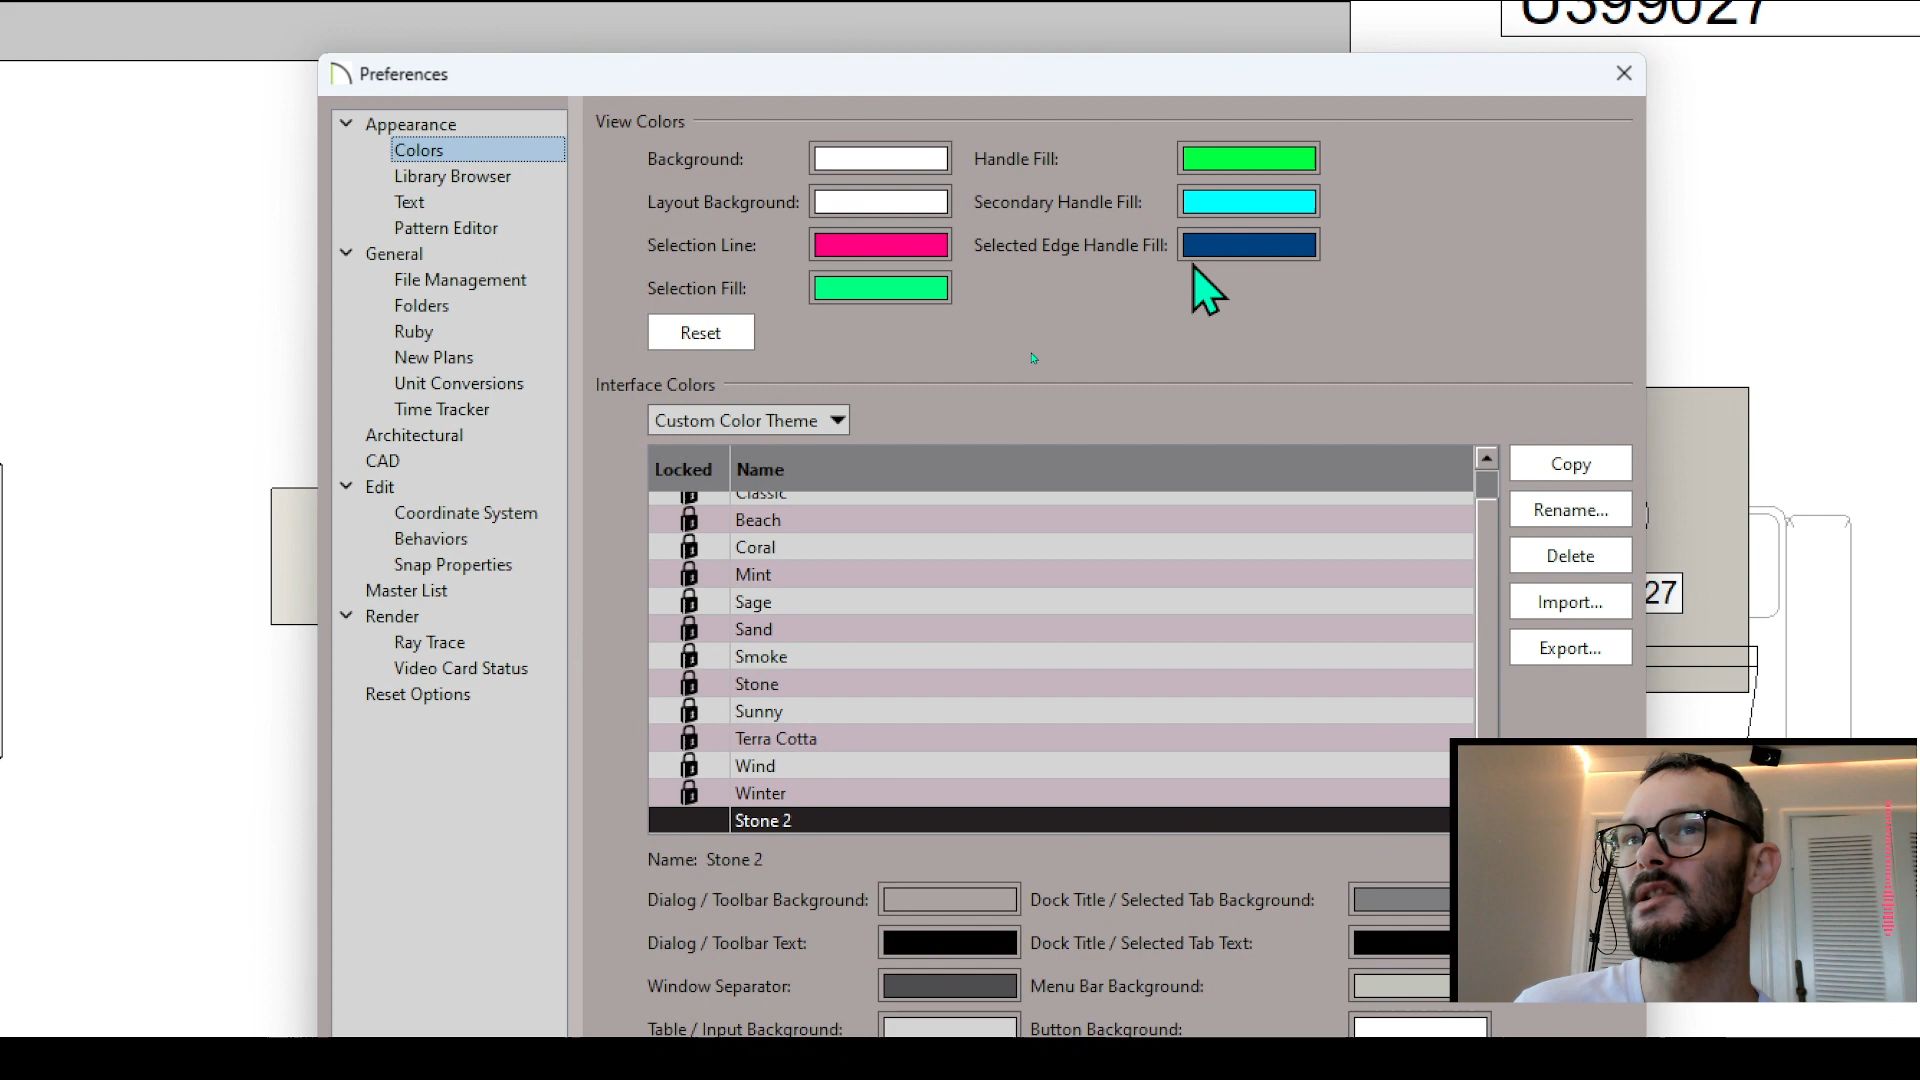 U399027
Preferences
Appearance
Colors
Library Browser
Text
Pattern Editor
General
File Management
Folders
Ruby
New Plans
Unit Conversions
Time Tracker
Architectural
CAD
Edit
Coordinate System
Behaviors
Snap Properties
Master List
Render
Ray Trace
Video Card Status
Reset Options
View Colors
Background:
Handle Fill:
Layout Background:
Secondary Handle Fill:
Selection Line:
Selected Edge Handle Fill:
Selection Fill:
Reset
Interface Colors
Custom Color Theme
Locked Name
Classic
Beach
Coral
Mint
Sage
Sand
Smoke
Stone
Sunny
Terra Cotta
Wind
Winter
Stone 2
Copy
Rename...
Delete
Import...
Export...
27
Name: Stone 2
Dialog / Toolbar Background:
Dock Title / Selected Tab Background:
Dialog / Toolbar Text:
Dock Title / Selected Tab Text:
Window Separator:
Menu Bar Background:
Table / Input Background:
Button Background: